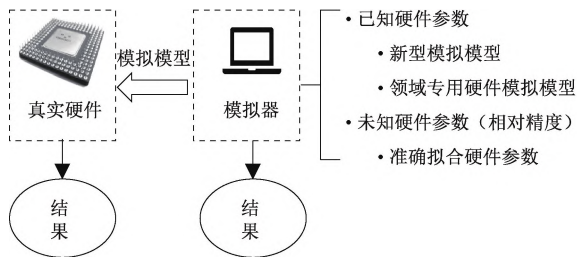 模拟模型
真实硬件
模拟器
结
果
结
果
• 已知硬件参数
• 新型模拟模型
• 领域专用硬件模拟模型
• 未知硬件参数（相对精度）
• 准确拟合硬件参数